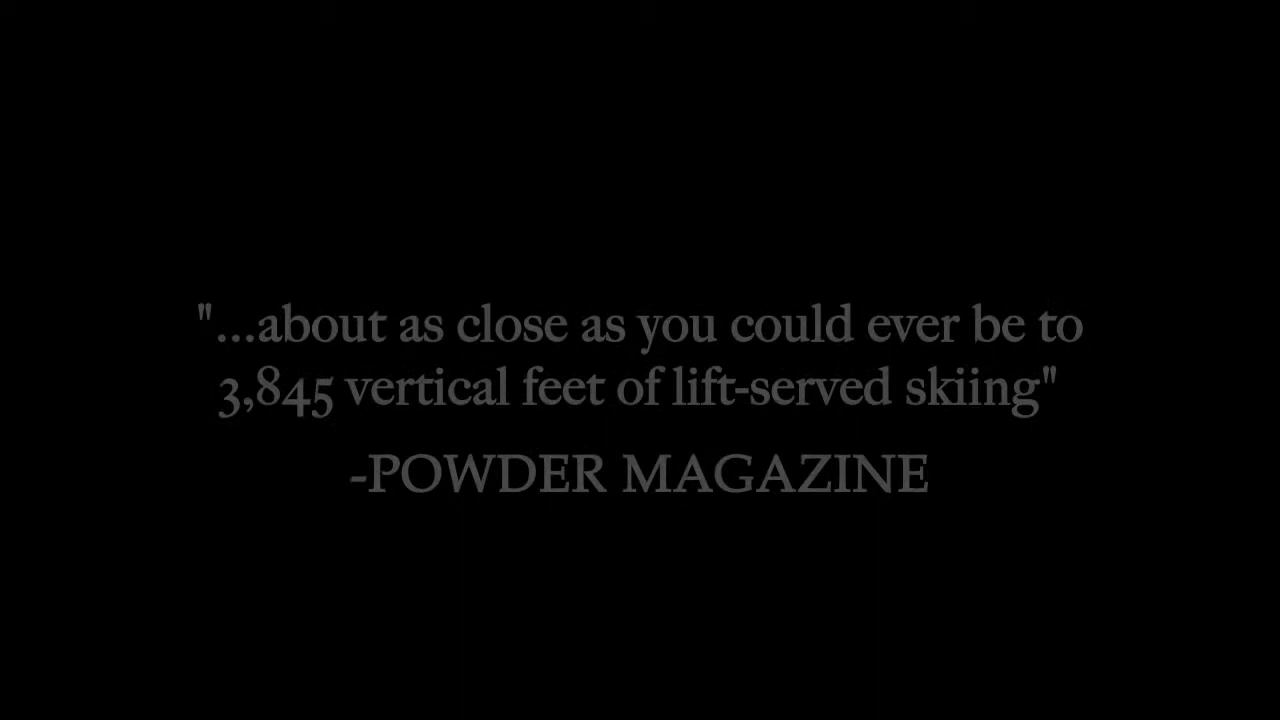 "...about as close as you could ever be to
3,845 vertical feet of lift-served skiing"
-POWDER MAGAZINE